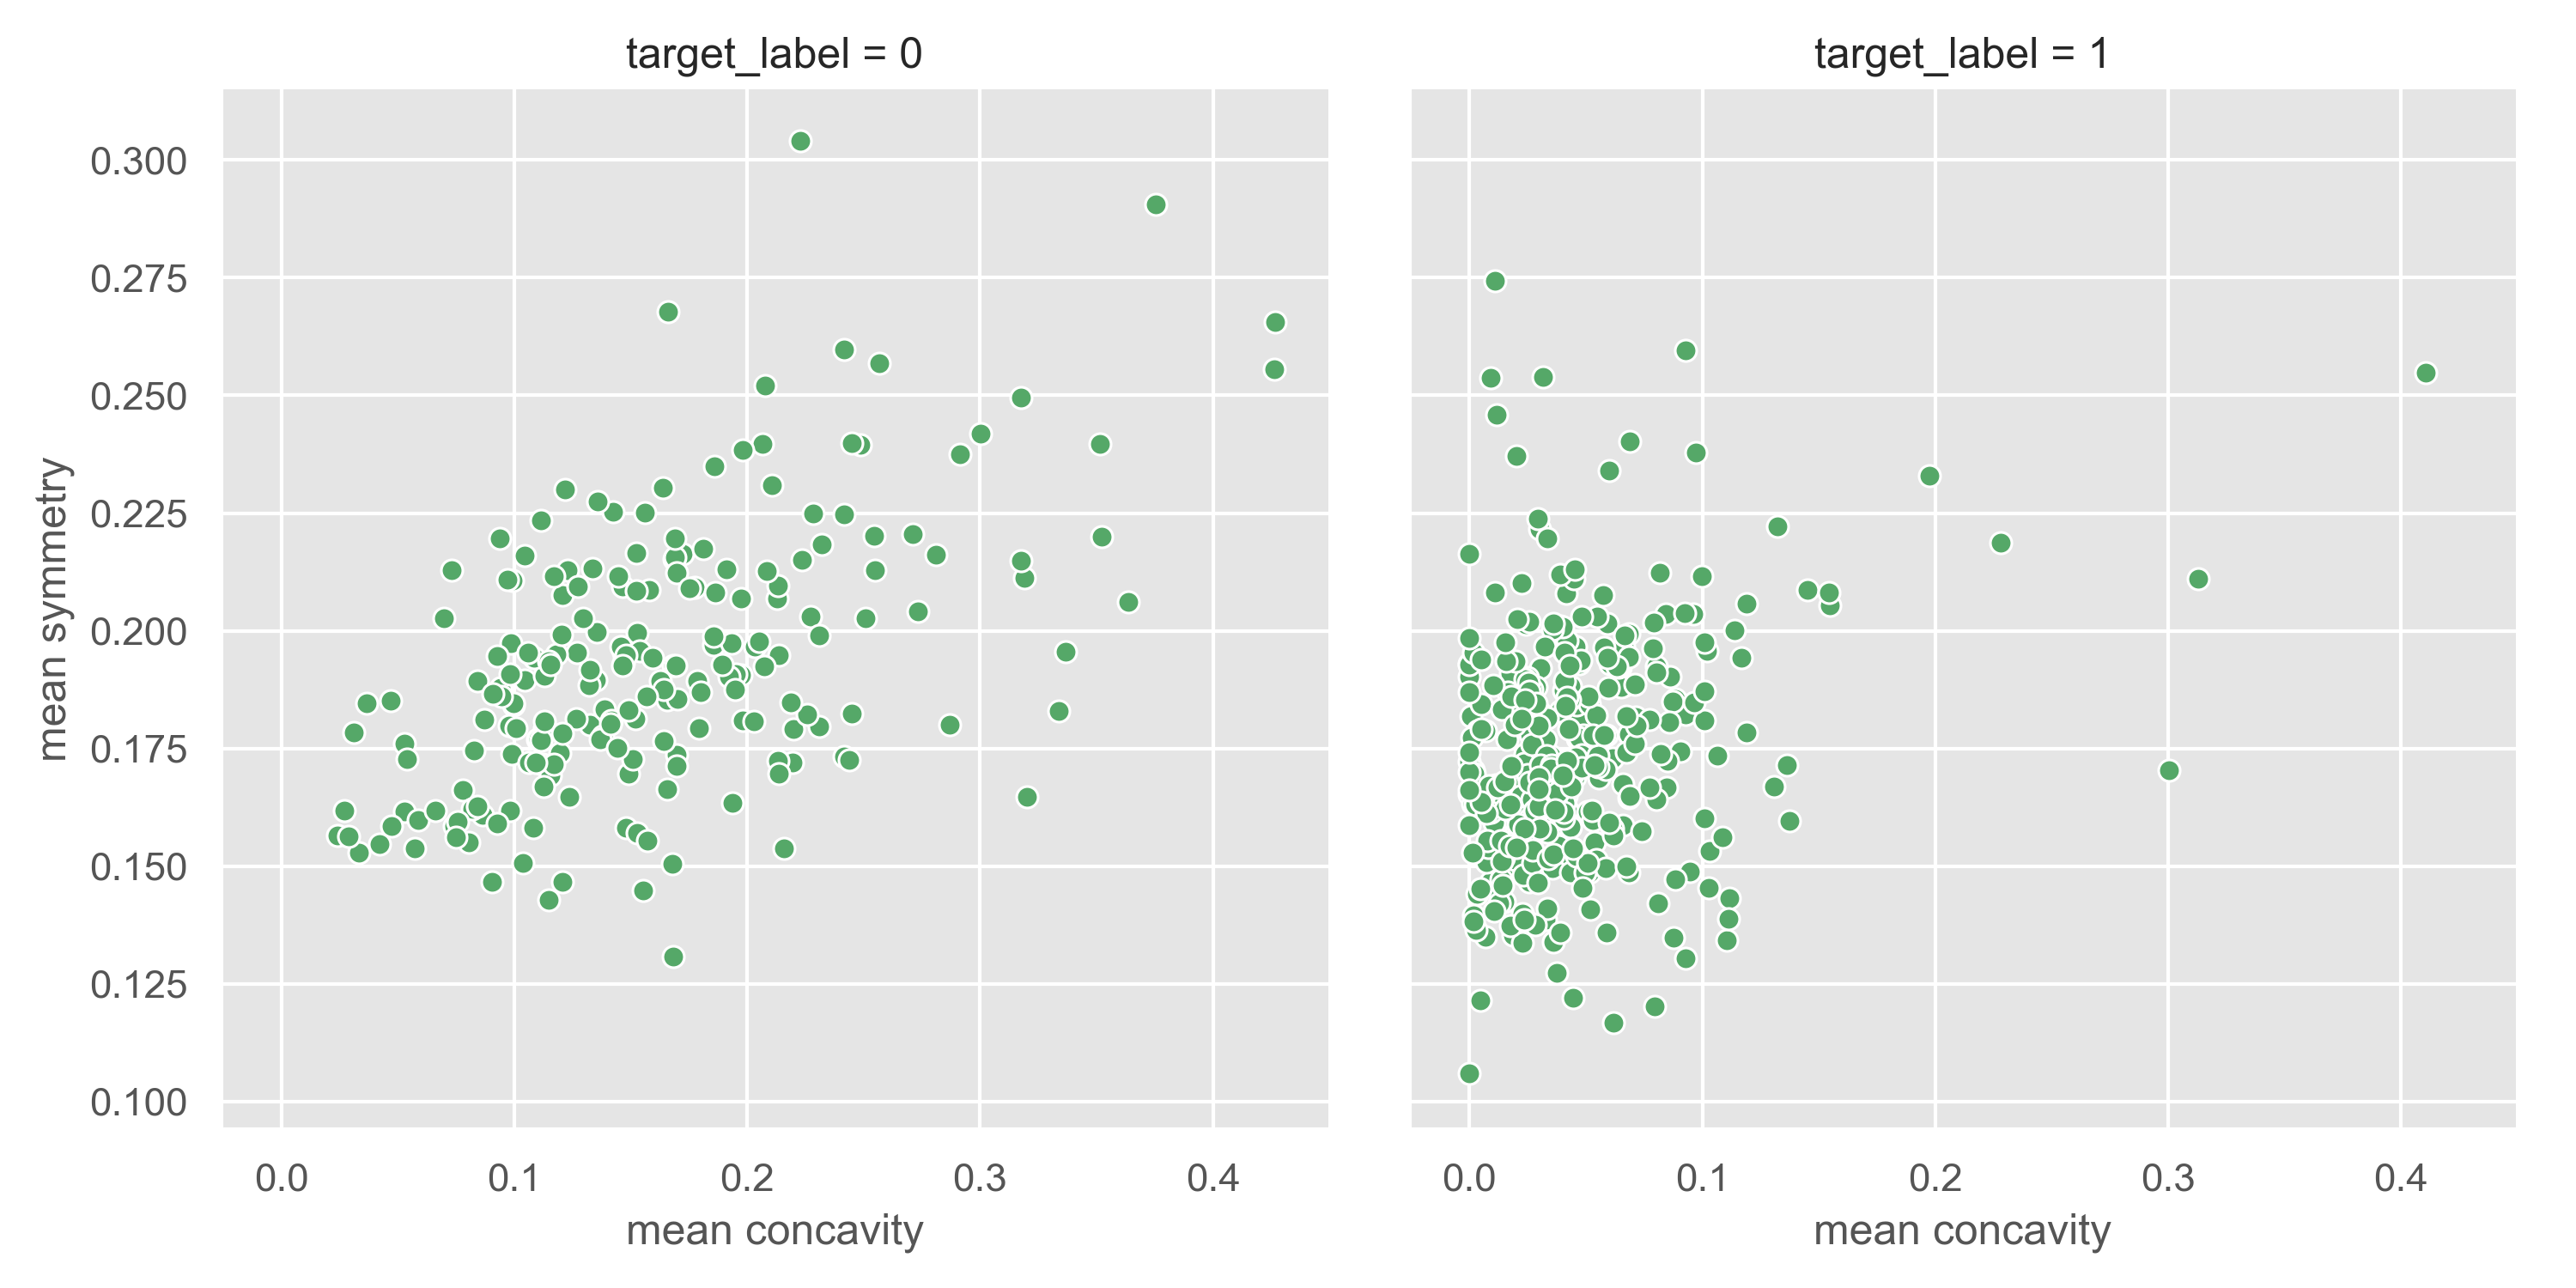 target_label = 0
target_label = 1
mean symmetry
0.300
0.275
0.250
0.225
0.200
0.175
0.150
0.125
0.100
0.0 0.1 0.2 0.3 0.4
0.0 0.1 0.2 0.3 0.4
mean concavity
mean concavity